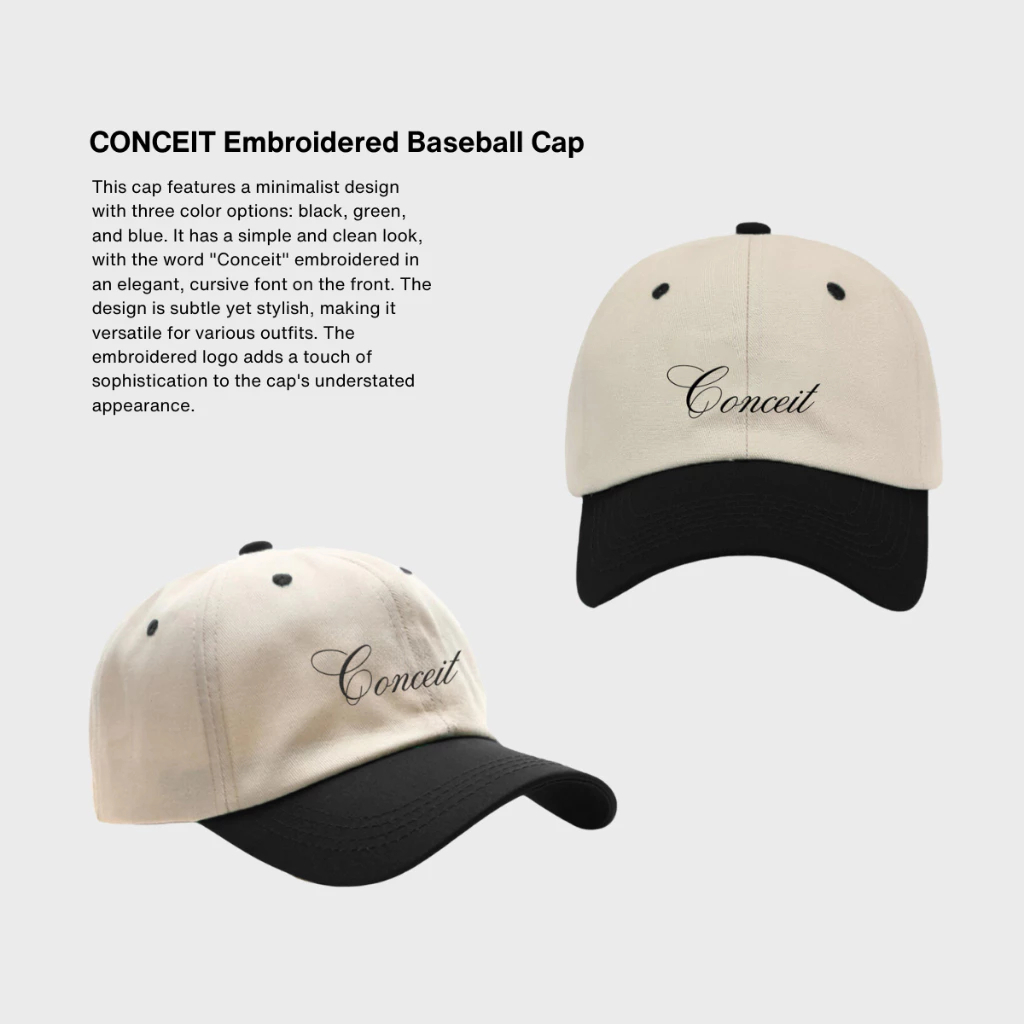 CONCEIT Embroidered Baseball Cap
This cap features a minimalist design
with three color options: black, green,
and blue. It has a simple and clean look,
with the word "Conceit" embroidered in
an elegant, cursive font on the front. The
design is subtle yet stylish, making it
versatile for various outfits. The
embroidered logo adds a touch of
sophistication to the cap's understated
appearance.
Conceit
Conceit